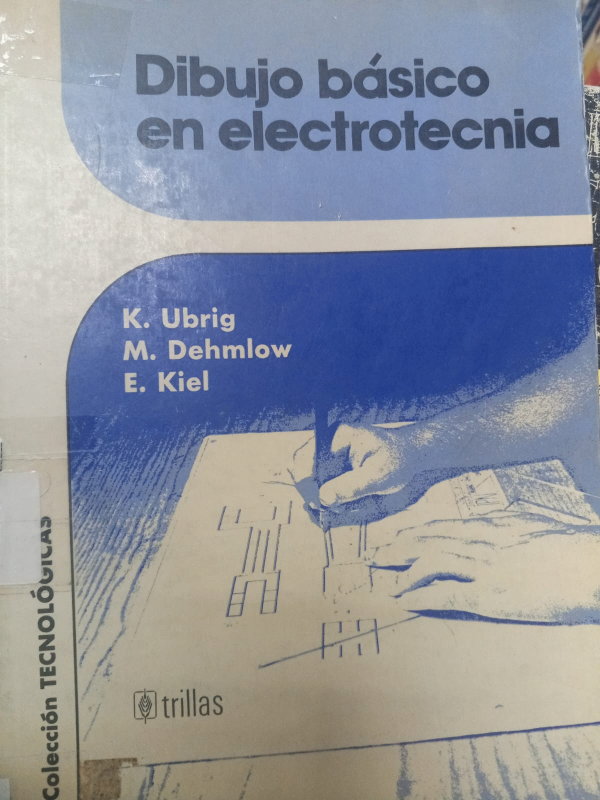 Dibujo básico
en electrotecnia
K. Ubrig
M. Dehmlow
E. Kiel
trillas
Colección TECNOLÓGICAS